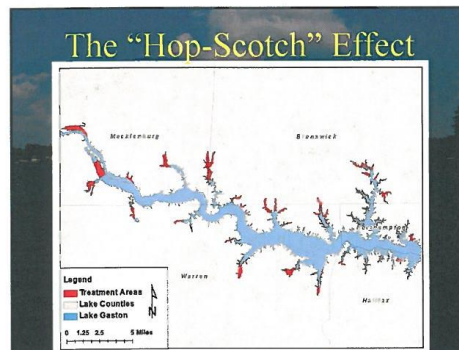 The “Hop-Scotch” Effect
Mecklenburg
Brunswick
Northampton
Warren
Halifax
Legend
Treatment Areas
Lake Counties
Lake Gaston
N
0 1.25 2.5 5 Miles